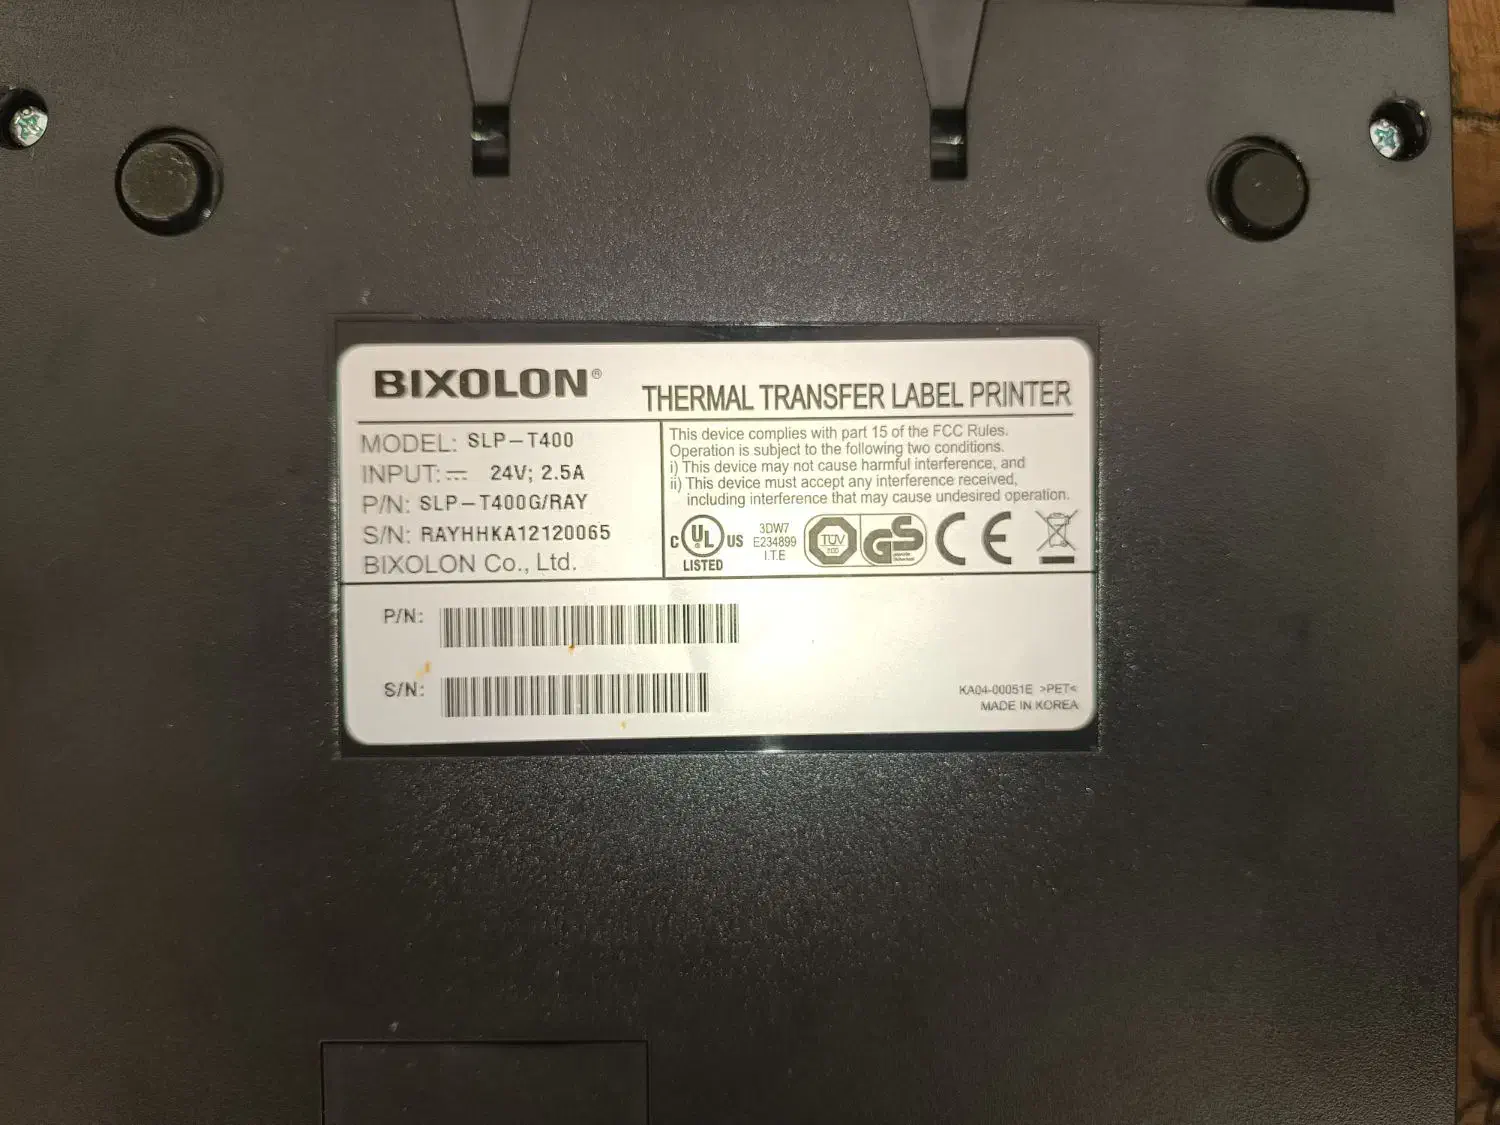 BIXOLON®
THERMAL TRANSFER LABEL PRINTER
MODEL: SLP-T400
INPUT: ⎓ 24V; 2.5A
P/N: SLP-T400G/RAY
S/N: RAYHHKA12120065
BIXOLON Co., Ltd.
This device complies with part 15 of the FCC Rules.
Operation is subject to the following two conditions.
i) This device may not cause harmful interference, and
ii) This device must accept any interference received,
including interference that may cause undesired operation.
C UL US
LISTED
3DW7
E234899
I.T.E
TÜV
GS
CE
P/N:
S/N:
KA04-00051E >PET<
MADE IN KOREA